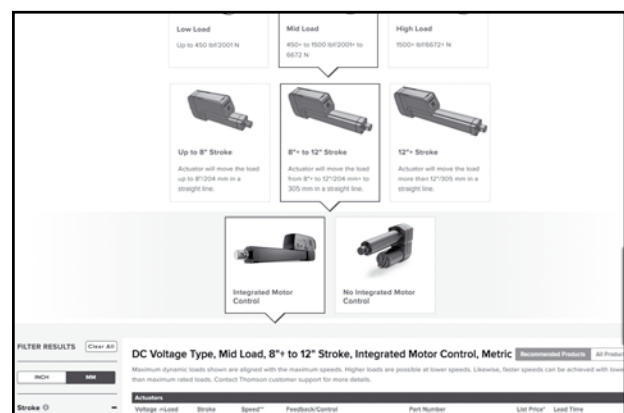 Low Load
Mid Load
High Load
Up to 450 lbf/2001 N
450+ to 1500 lbf/2001+ to
6672 N
1500+ lbf/6672+ N
Up to 8" Stroke
Actuator will move the load
up to 8"/204 mm in a
straight line.
8"+ to 12" Stroke
Actuator will move the load
from 8"+ to 12"/204 mm+ to
305 mm in a straight line.
12"+ Stroke
Actuator will move the load
more than 12"/305 mm in a
straight line.
Integrated Motor
Control
No Integrated Motor
Control
FILTER RESULTS
Clear All
INCH
MM
Stroke
DC Voltage Type, Mid Load, 8"+ to 12" Stroke, Integrated Motor Control, Metric
Recommended Products
All Product
Maximum dynamic loads shown are aligned with the maximum speeds. Higher loads are possible at lower speeds. Likewise, faster speeds can be achieved with lower
than maximum rated loads. Contact Thomson customer support for more details.
Actuators
Voltage
Load
Stroke
Speed**
Feedback/Control
Part Number
List Price*
Lead Time